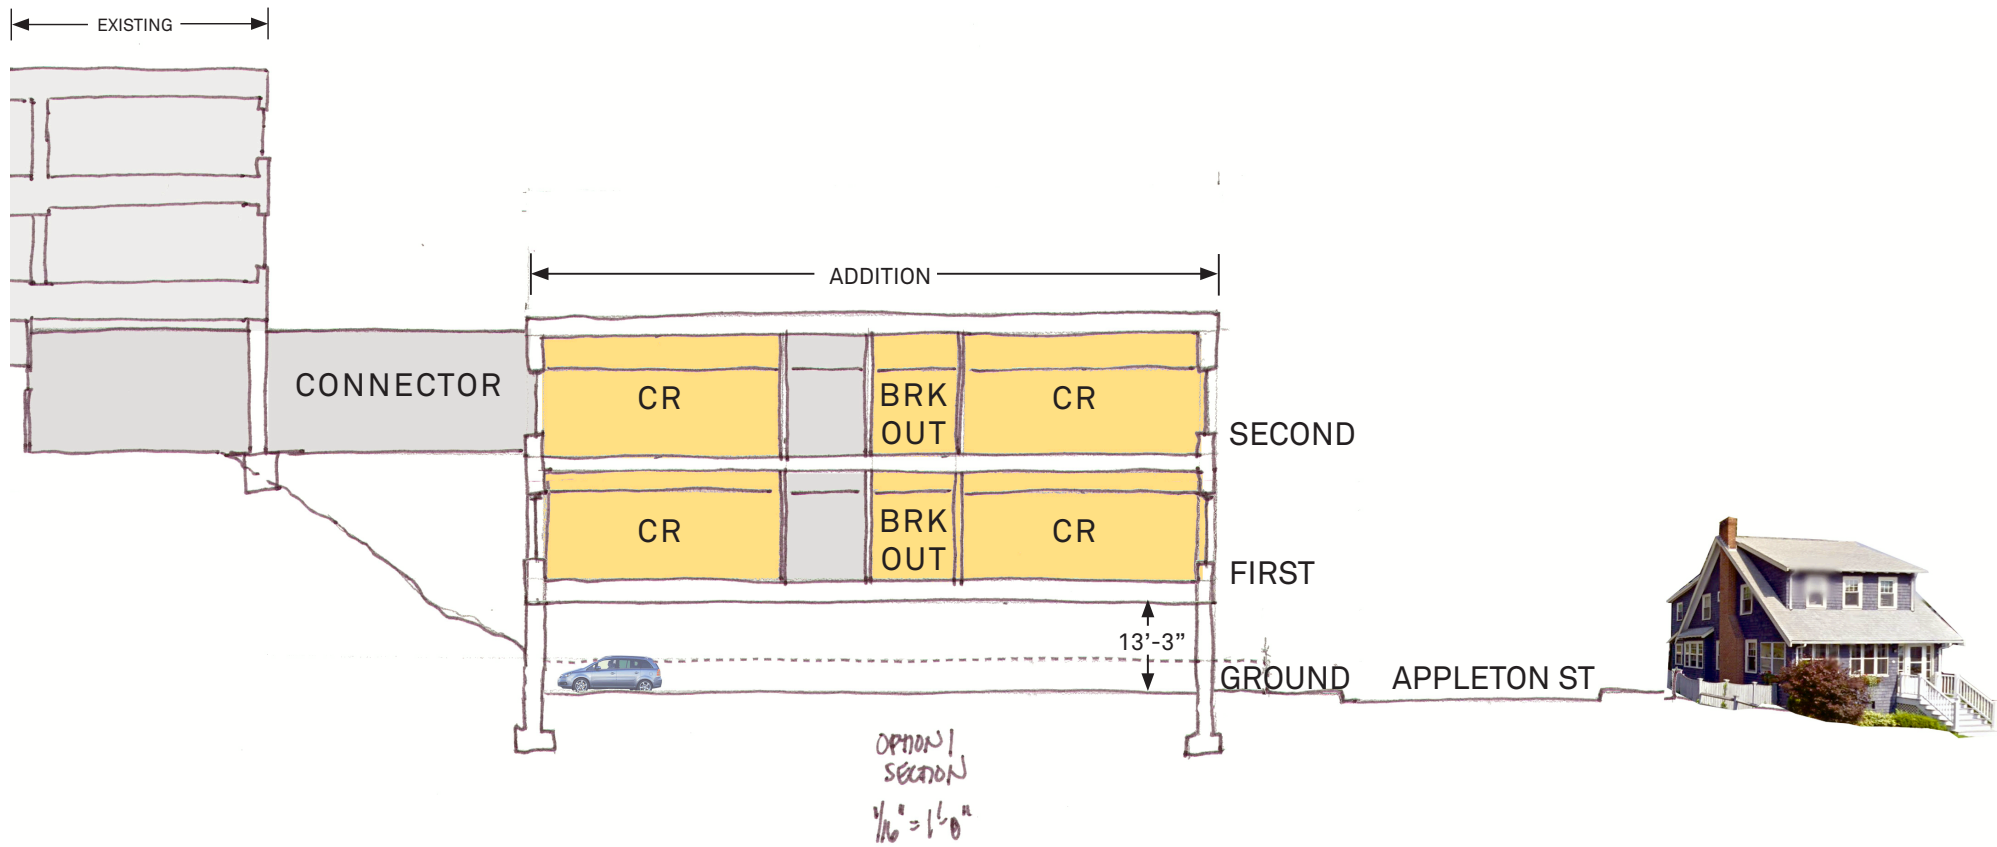 EXISTING
ADDITION
CONNECTOR
CR
BRK
OUT
CR
SECOND
CR
BRK
OUT
CR
FIRST
13’-3”
GROUND
APPLETON ST
OPTION 1
SECTION
1/16" = 1'-0"